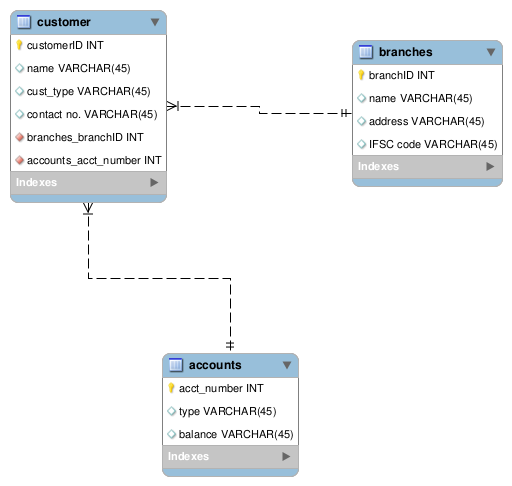 customer
customerID INT
name VARCHAR(45)
cust_type VARCHAR(45)
contact no. VARCHAR(45)
branches_branchID INT
accounts_acct_number INT
Indexes
branches
branchID INT
name VARCHAR(45)
address VARCHAR(45)
IFSC code VARCHAR(45)
Indexes
accounts
acct_number INT
type VARCHAR(45)
balance VARCHAR(45)
Indexes